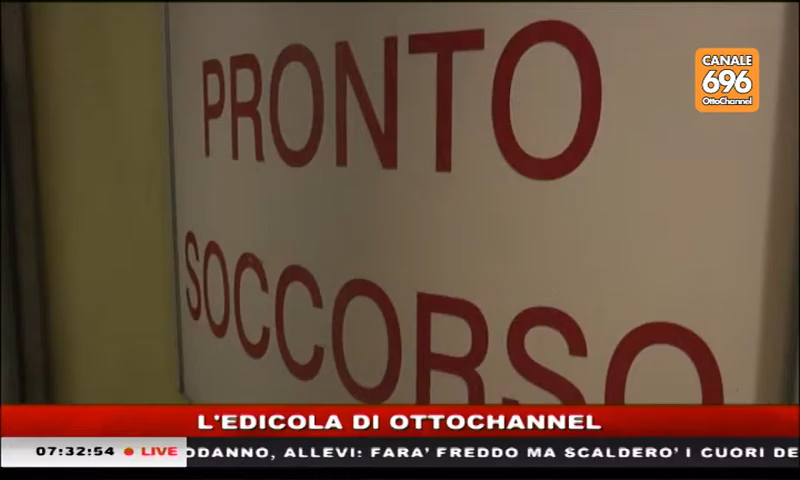 PRONTO
SOCCORSO
CANALE
696
OttoChannel
L'EDICOLA DI OTTOCHANNEL
07:32:54 LIVE ODANNO, ALLEVI: FARA' FREDDO MA SCALDERO' I CUORI DE